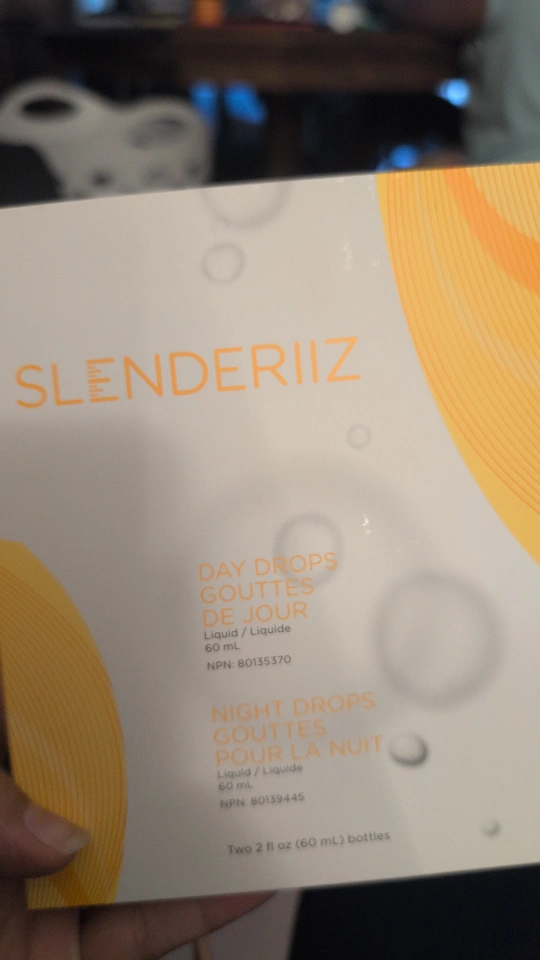 SLENDERIIZ
DAY DROPS
GOUTTES
DE JOUR
Liquid / Liquide
60 mL
NPN: 80135370
NIGHT DROPS
GOUTTES
POUR LA NUIT
Liquid / Liquide
60 mL
NPN: 80139445
Two 2 fl oz (60 mL) bottles